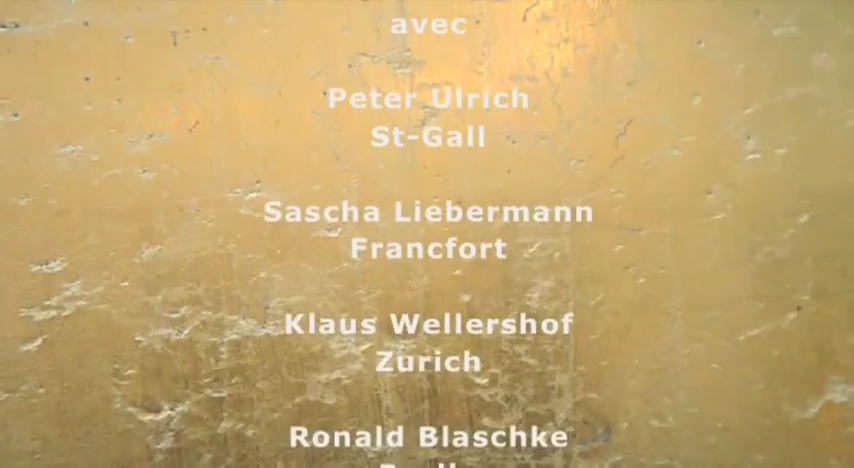 avec
Peter Ulrich
St-Gall
Sascha Liebermann
Francfort
Klaus Wellershof
Zurich
Ronald Blaschke